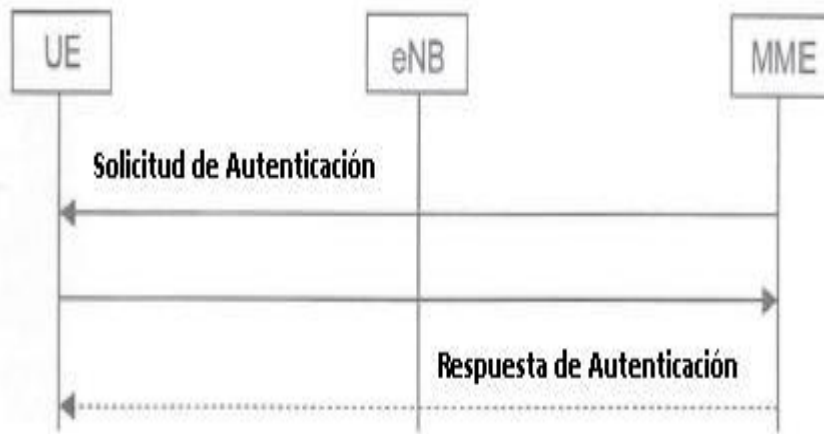 UE
eNB
MME
Solicitud de Autenticación
Respuesta de Autenticación